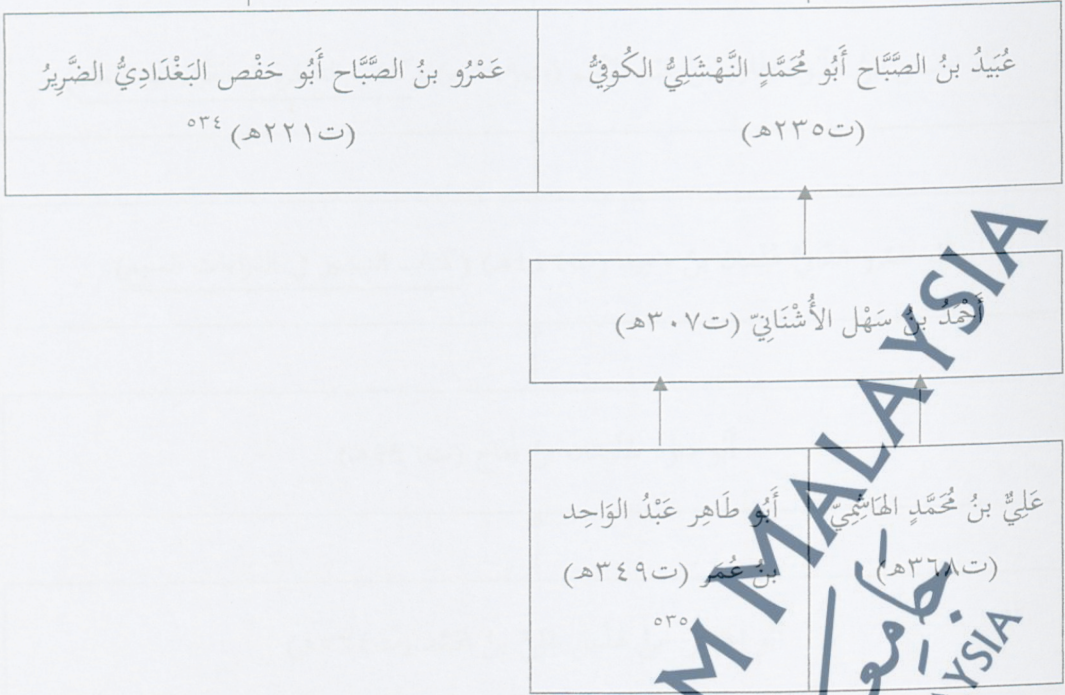 عُبَيدُ بنُ الصَّبَّاح أَبُو مُحَمَّدٍ النَّهْشَلِيُّ الكُوفِيُّ
(ت٢٣٥هـ)
عَمْرُو بنُ الصَّبَّاح أَبُو حَفْص البَغْدَادِيُّ الضَّرِيرُ
(ت٢٢١هـ) ٥٣٤
أَحْمَدُ بنُ سَهْل الأُشْنَانِيّ (ت٣٠٧هـ)
عَلِيٌّ بنُ مُحَمَّدٍ الهَاشِمِيّ
(ت٣٦٨هـ)
أَبُو طَاهِر عَبْدُ الوَاحِد
بنُ عُمَر (ت٣٤٩هـ)
٥٣٥
M MALAYSIA
YSIA